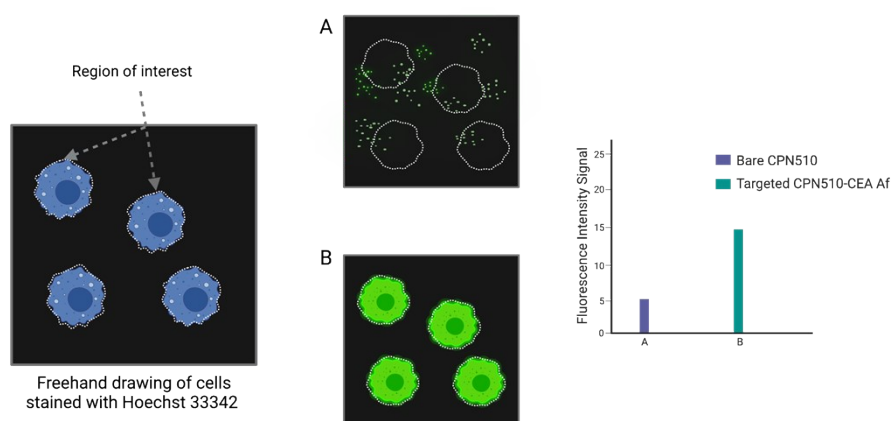 Region of interest
Freehand drawing of cells
stained with Hoechst 33342
A
B
Fluorescence Intensity Signal
25
20
15
10
5
0
A
B
Bare CPN510
Targeted CPN510-CEA Af